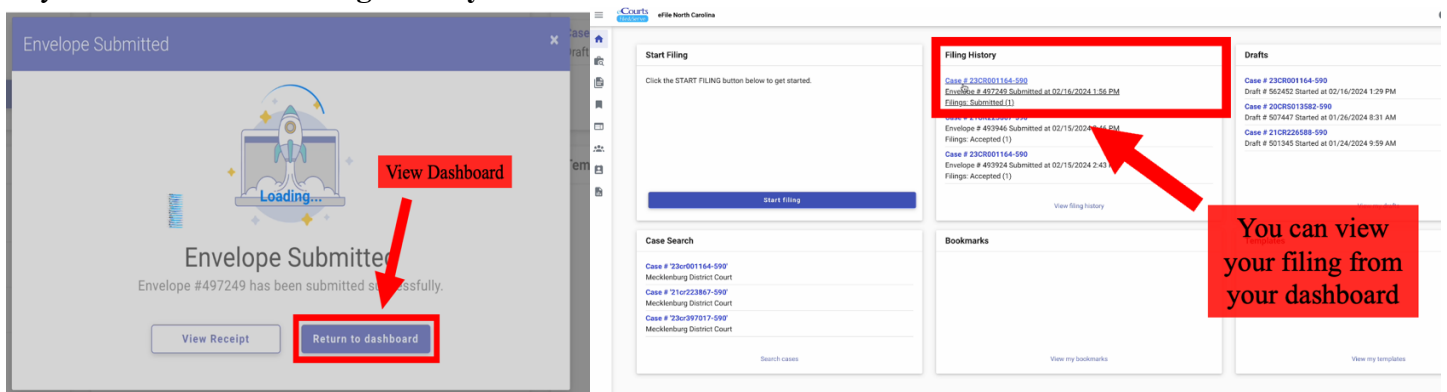 Envelope Submitted
×
Loading...
View Dashboard
Envelope Submitted
Envelope #497249 has been submitted successfully.
View Receipt
Return to dashboard
eCourts
eFile North Carolina
Start Filing
Click the START FILING button below to get started.
Start filing
Filing History
Case # 23CR001164-590
Envelope # 497249 Submitted at 02/16/2024 1:56 PM
Filings: Submitted (1)
Envelope # 493946 Submitted at 02/15/2024
PM
Filings: Accepted (1)
Case # 23CR001164-590
Envelope # 493924 Submitted at 02/15/2024 2:43
Filings: Accepted (1)
View filing history
Drafts
Case # 23CR001164-590
Draft # 562452 Started at 02/16/2024 1:29 PM
Case # 20CRS013582-590
Draft # 507447 Started at 01/26/2024 8:31 AM
Case # 21CR226588-590
Draft # 501345 Started at 01/24/2024 9:59 AM
You can view
your filing from
your dashboard
Case Search
Case # '23cr001164-590'
Mecklenburg District Court
Case # '21cr223867-590'
Mecklenburg District Court
Case # '23cr397017-590'
Mecklenburg District Court
Search cases
Bookmarks
View my bookmarks
Templates
View my templates